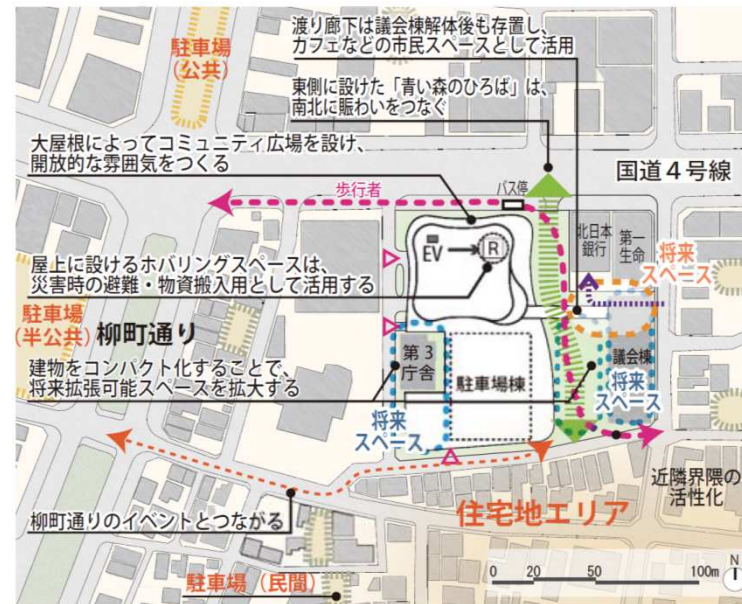 渡り廊下は議会棟解体後も存置し、
カフェなどの市民スペースとして活用
駐車場
(公共)
東側に設けた「青い森のひろば」は、
南北に賑わいをつなぐ
大屋根によってコミュニティ広場を設け、
開放的な雰囲気をつくる
国道4号線
歩行者
バス停
北日本
銀行
第一
生命
EV
R
将来
スペース
屋上に設けるホバリングスペースは、
災害時の避難・物資搬入用として活用する
駐車場
(半公共)
柳町通り
第3
庁舎
駐車場棟
議会棟
建物をコンパクト化することで、
将来拡張可能スペースを拡大する
将来
スペース
将来
スペース
近隣界隈の
活性化
住宅地エリア
柳町通りのイベントとつながる
駐車場(民間)
0 20 50 100m
N